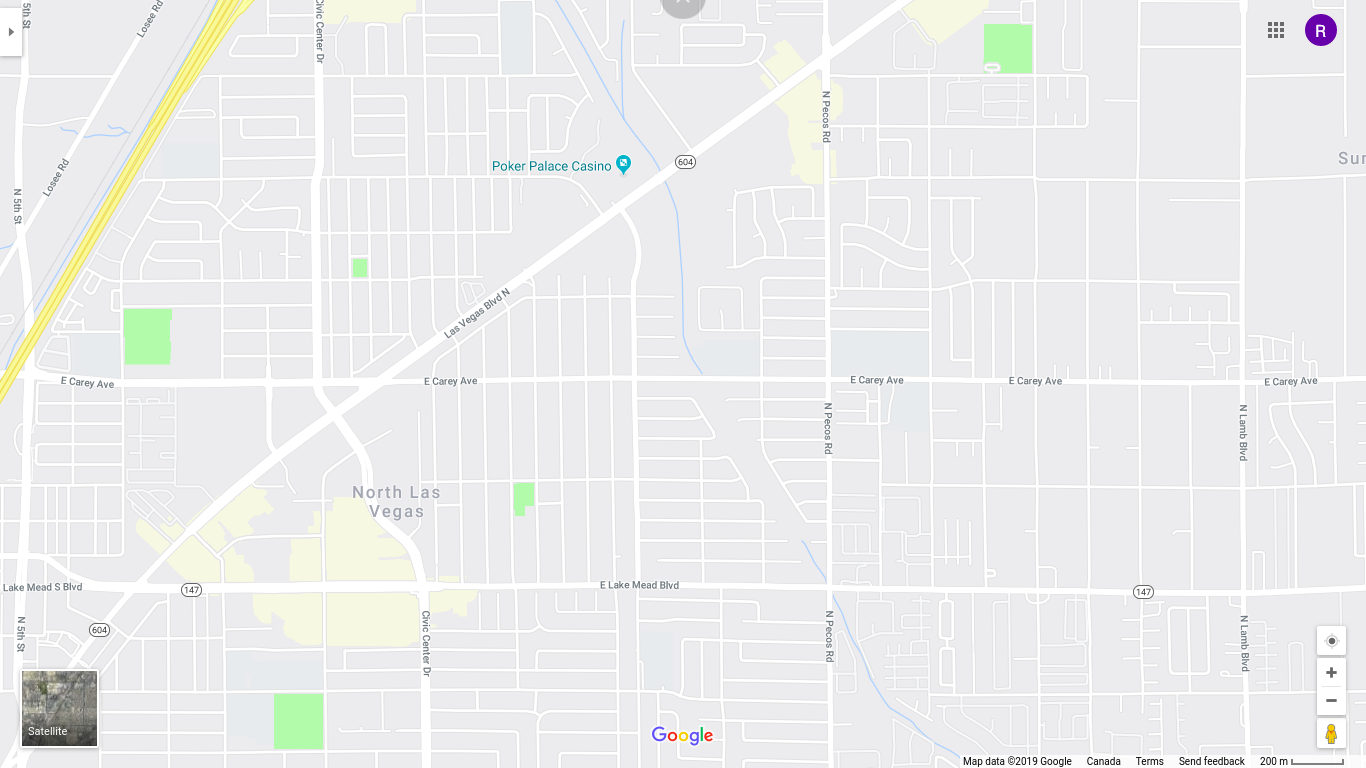 5th St
Losee Rd
Civic Center Dr
R
N Pecos Rd
604
Poker Palace Casino
Sun
Losee Rd
N 5th St
Las Vegas Blvd N
E Carey Ave
E Carey Ave
E Carey Ave
E Carey Ave
E Carey Ave
N Pecos Rd
N Lamb Blvd
North Las
Vegas
Lake Mead S Blvd
147
E Lake Mead Blvd
147
N 5th St
604
Civic Center Dr
N Pecos Rd
N Lamb Blvd
Satellite
Google
Map data ©2019 Google
Canada
Terms
Send feedback
200 m